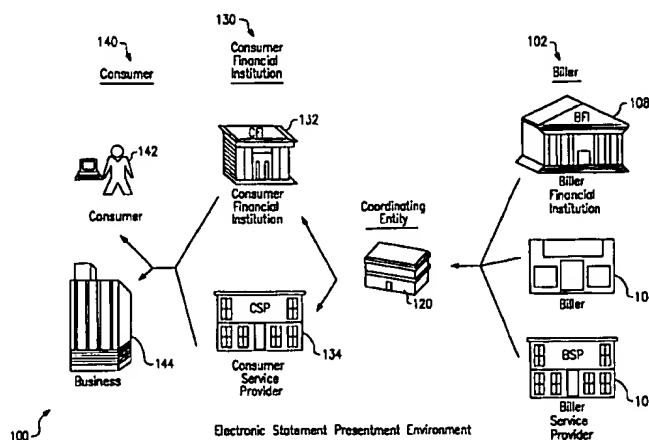 130
140
Consumer
Consumer
Financial
Institution
102
Biller
CFI
132
BFI
108
142
Consumer
Consumer
Financial
Institution
Coordinating
Entity
Biller
Financial
Institution
120
Biller
10
CSP
134
BSP
10
144
Business
Consumer
Service
Provider
Biller
Service
Provider
100
Electronic Statement Presentment Environment